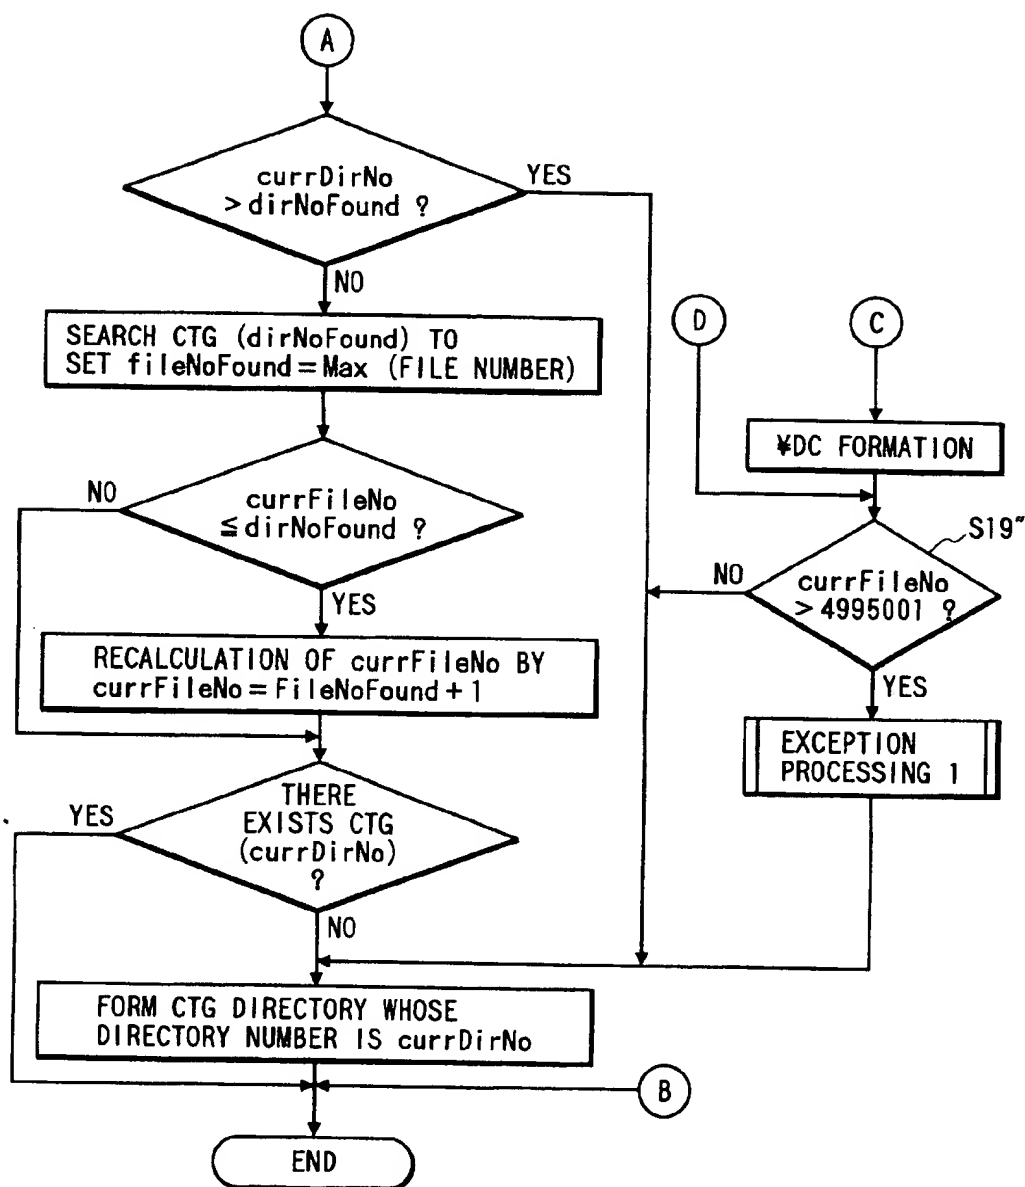 A
currDirNo
> dirNoFound ?
YES
NO
SEARCH CTG (dirNoFound) TO
SET fileNoFound = Max (FILE NUMBER)
D
C
¥DC FORMATION
NO
currFileNo
≦ dirNoFound ?
YES
S19"
NO
currFileNo
> 4995001 ?
YES
RECALCULATION OF currFileNo BY
currFileNo = FileNoFound + 1
EXCEPTION
PROCESSING 1
YES
THERE
EXISTS CTG
(currDirNo)
?
NO
FORM CTG DIRECTORY WHOSE
DIRECTORY NUMBER IS currDirNo
B
END